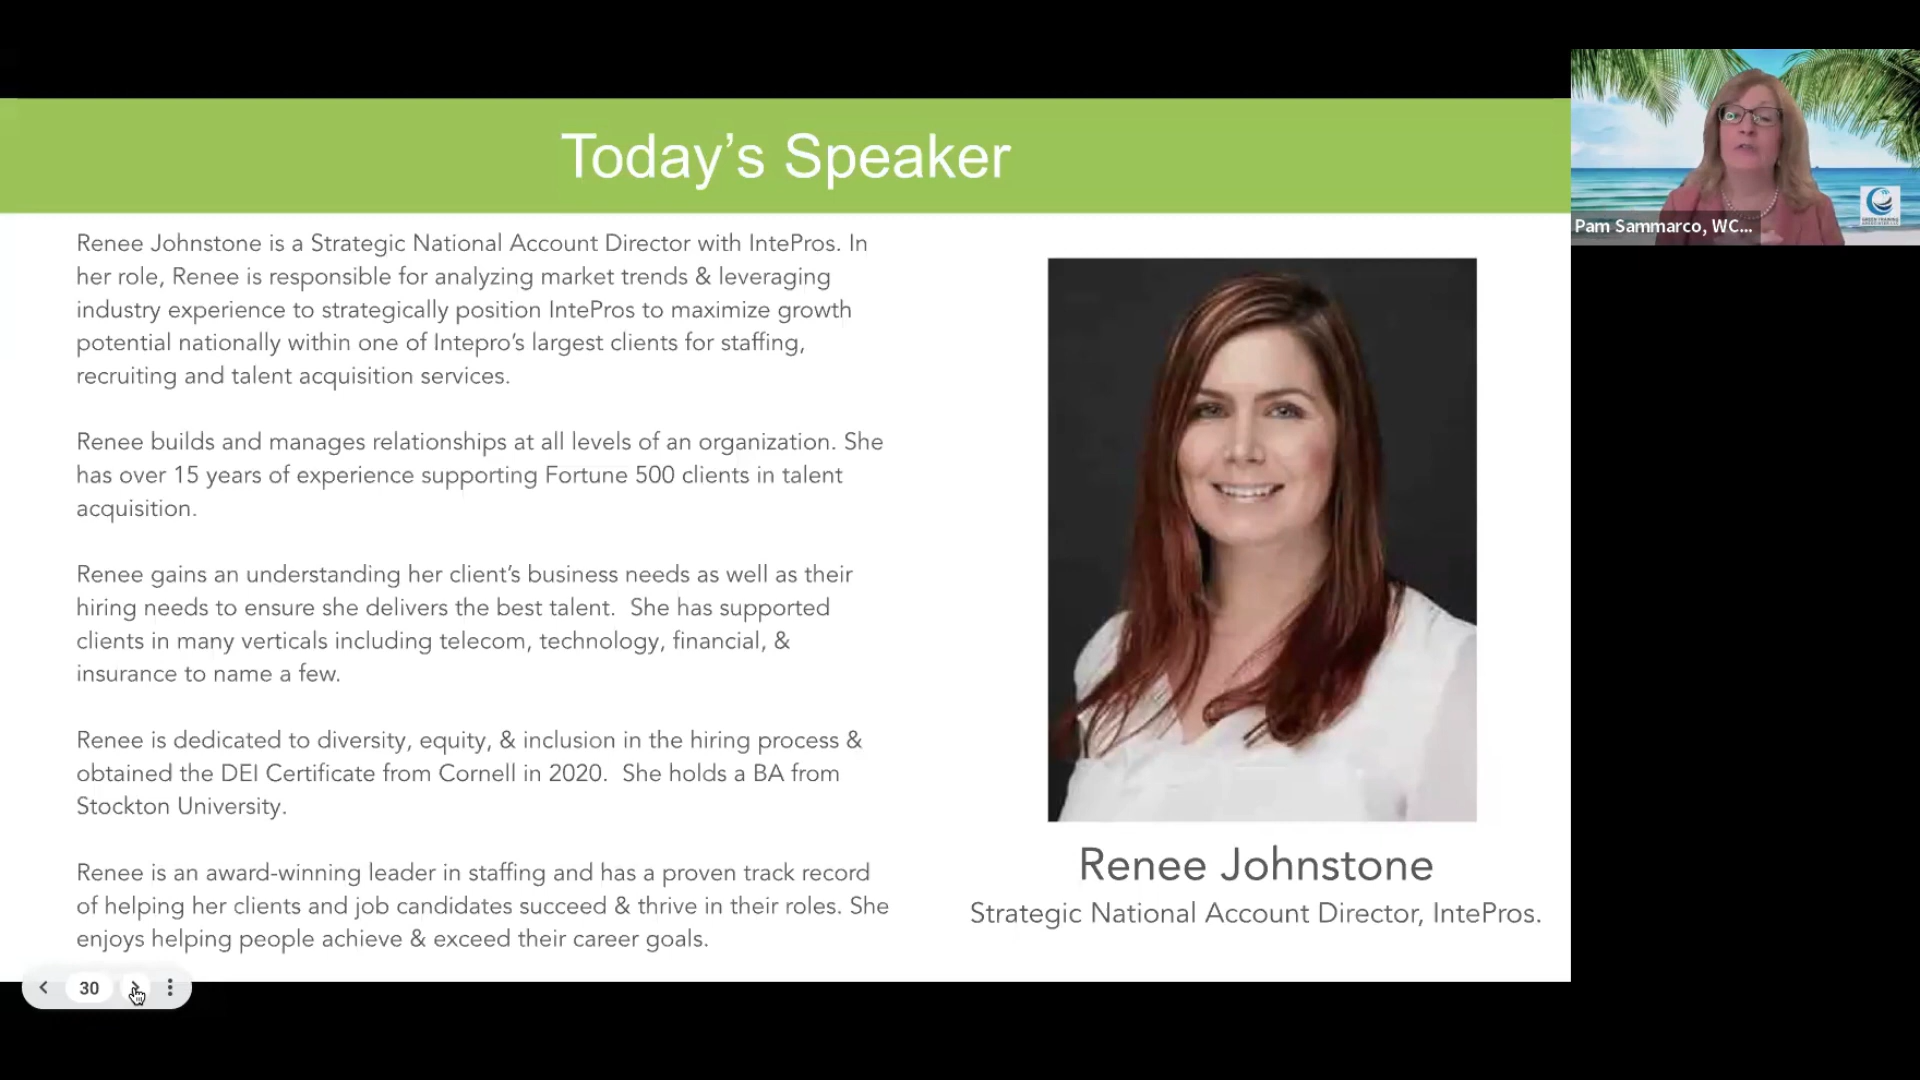 Today's Speaker
Renee Johnstone is a Strategic National Account Director with IntePros. In
her role, Renee is responsible for analyzing market trends & leveraging
industry experience to strategically position IntePros to maximize growth
potential nationally within one of Intepro's largest clients for staffing,
recruiting and talent acquisition services.
Renee builds and manages relationships at all levels of an organization. She
has over 15 years of experience supporting Fortune 500 clients in talent
acquisition.
Renee gains an understanding her client's business needs as well as their
hiring needs to ensure she delivers the best talent.  She has supported
clients in many verticals including telecom, technology, financial, &
insurance to name a few.
Renee is dedicated to diversity, equity, & inclusion in the hiring process &
obtained the DEI Certificate from Cornell in 2020.  She holds a BA from
Stockton University.
Renee is an award-winning leader in staffing and has a proven track record
of helping her clients and job candidates succeed & thrive in their roles. She
enjoys helping people achieve & exceed their career goals.
Renee Johnstone
Strategic National Account Director, IntePros.
Pam Sammarco, WC...
30